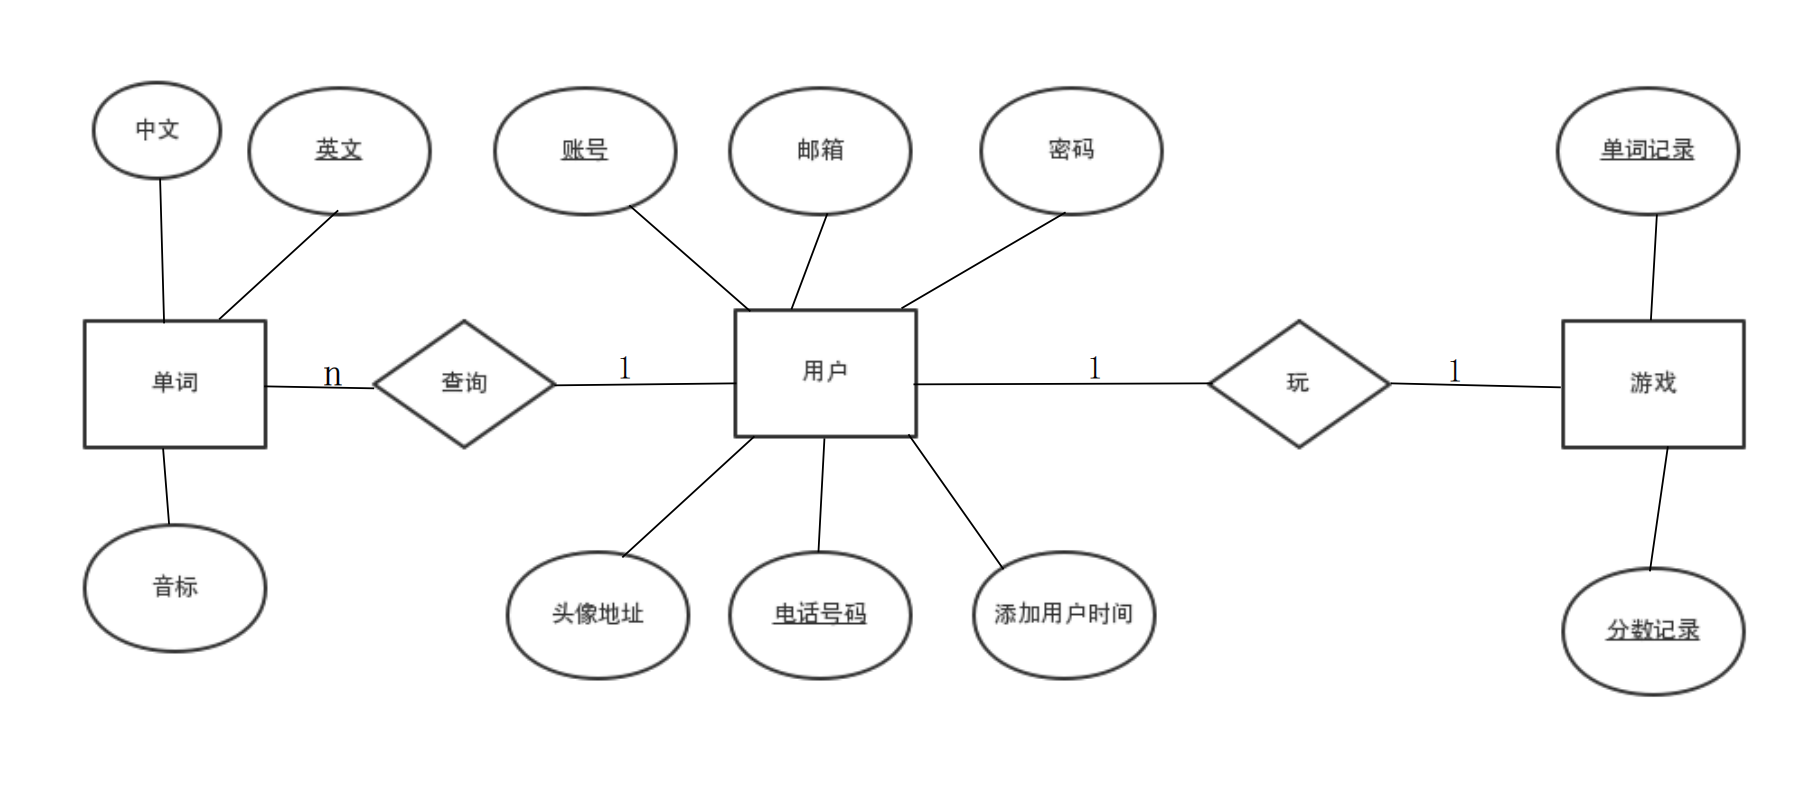 中文
英文
账号
邮箱
密码
单词记录
单词
n
查询
1
用户
1
玩
1
游戏
音标
头像地址
电话号码
添加用户时间
分数记录